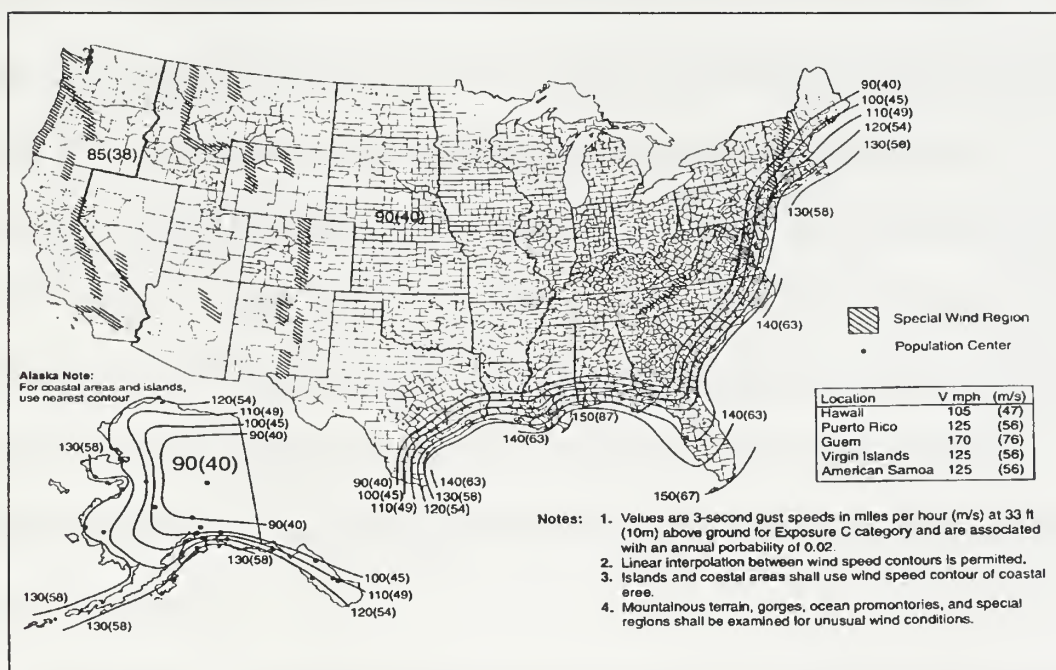 90(40)
100(45)
110(49)
120(54)
130(58)
130(58)
85(38)
90(40)
140(63)
Special Wind Region
Population Center
Alaska Note:
For coastal areas and islands,
use nearest contour
120(54)
110(49)
100(45)
90(40)
130(58)
90(40)
90(40)
130(58)
100(45)
110(49)
120(54)
130(58)
130(58)
150(87)
140(63)
140(63)
150(67)
90(40)
100(45)
110(49)
140(63)
130(58)
120(54)
Location V mph (m/s)
Hawaii 105 (47)
Puerto Rico 125 (56)
Guem 170 (76)
Virgin Islands 125 (56)
American Samoa 125 (56)
Notes: 1. Velues are 3-second gust speeds in miles per hour (m/s) at 33 ft
(10m) above ground for Exposure C category and are associated
with an annual porbability of 0.02.
2. Linear interpolation between wind speed contours is permitted.
3. Islands and coestal areas shall use wind speed contour of coastal
eree.
4. Mountainous terrain, gorges, ocean promontories, and special
regions shall be examined for unusual wind conditions.